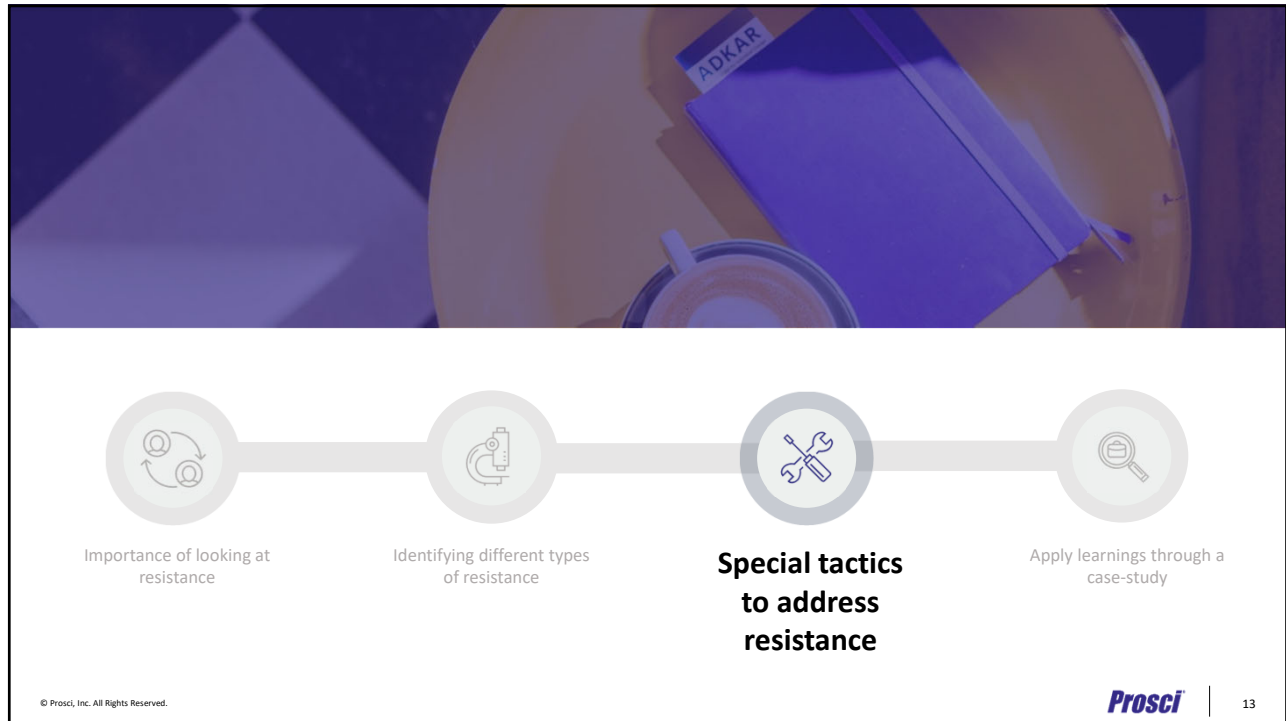 ADKAR
Importance of looking at
resistance
Identifying different types
of resistance
Special tactics
to address
resistance
Apply learnings through a
case-study
© Prosci, Inc. All Rights Reserved.
Prosci
13